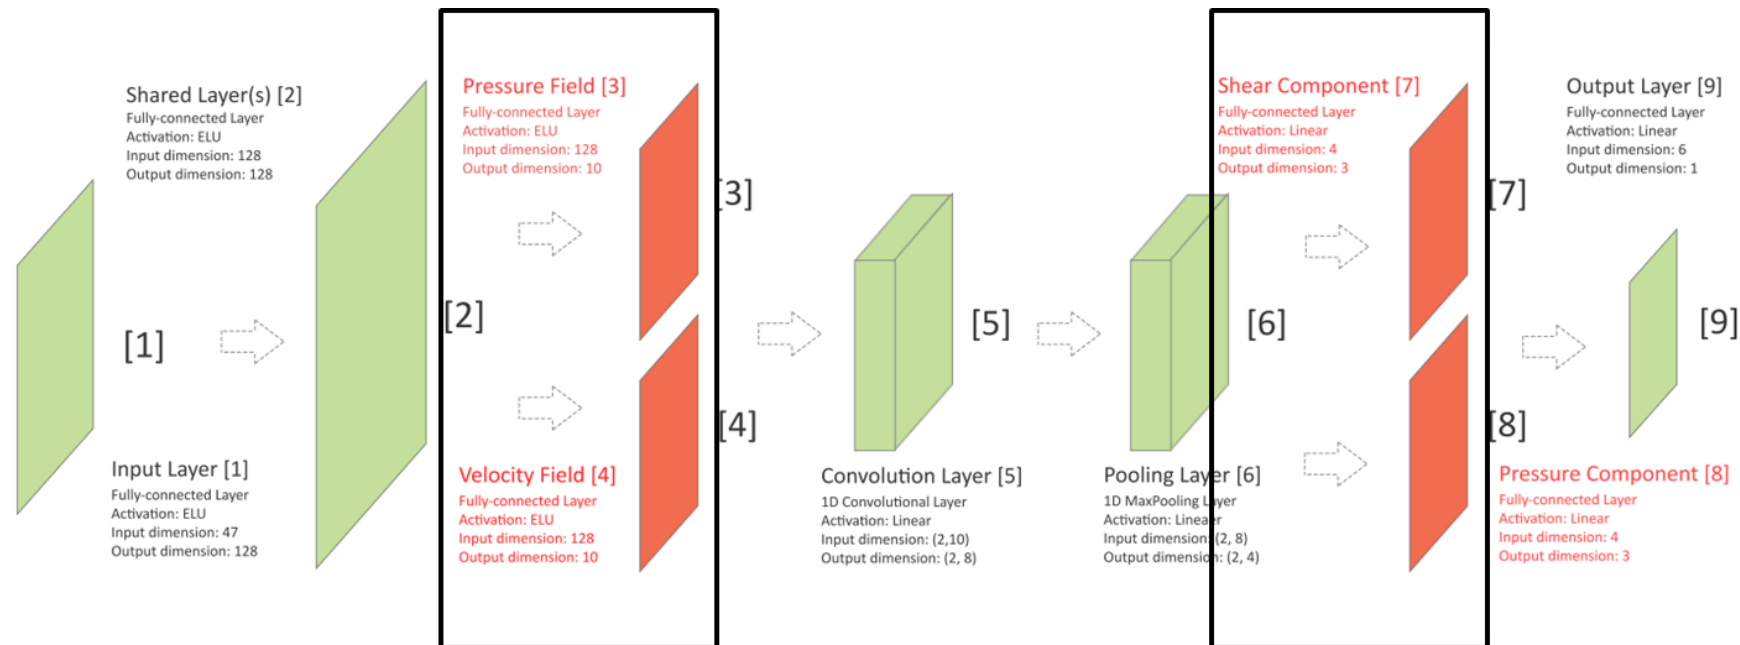 Shared Layer(s) [2]
Fully-connected Layer
Activation: ELU
Input dimension: 128
Output dimension: 128
Pressure Field [3]
Fully-connected Layer
Activation: ELU
Input dimension: 128
Output dimension: 10
Shear Component [7]
Fully-connected Layer
Activation: Linear
Input dimension: 4
Output dimension: 3
Output Layer [9]
Fully-connected Layer
Activation: Linear
Input dimension: 6
Output dimension: 1
[1]
[2]
[3]
[4]
[5]
[6]
[7]
[8]
[9]
Input Layer [1]
Fully-connected Layer
Activation: ELU
Input dimension: 47
Output dimension: 128
Velocity Field [4]
Fully-connected Layer
Activation: ELU
Input dimension: 128
Output dimension: 10
Convolution Layer [5]
1D Convolutional Layer
Activation: Linear
Input dimension: (2,10)
Output dimension: (2, 8)
Pooling Layer [6]
1D MaxPooling Layer
Activation: Lineaer
Input dimension: (2, 8)
Output dimension: (2, 4)
Pressure Component [8]
Fully-connected Layer
Activation: Linear
Input dimension: 4
Output dimension: 3